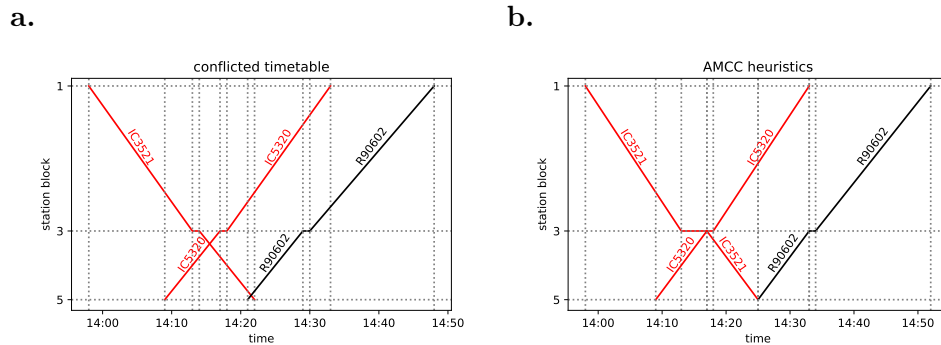 a.
conflicted timetable
station block
1
3
5
IC3521
IC5320
IC5320
R90602
R90602
14:00
14:10
14:20
14:30
14:40
14:50
time
b.
AMCC heuristics
station block
1
3
5
IC3521
IC5320
IC5320
IC3521
R90602
R90602
14:00
14:10
14:20
14:30
14:40
14:50
time